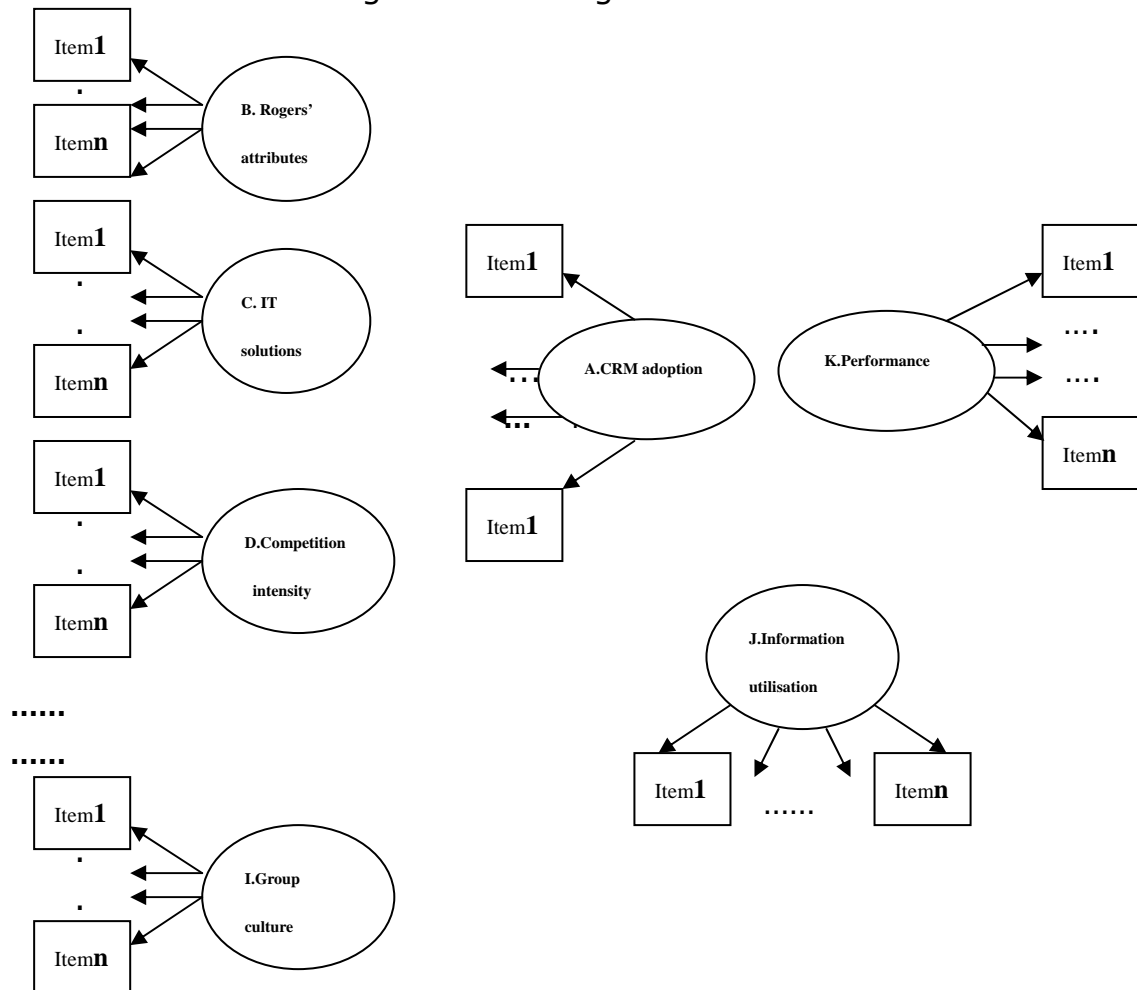 Item1
.
Itemn
B. Rogers’
attributes
Item1
.
.
Itemn
C. IT
solutions
Item1
.
.
Itemn
D.Competition
intensity
......
......
Item1
.
.
Itemn
I.Group
culture
Item1
A.CRM adoption
...
... .
Item1
K.Performance
Item1
....
....
Itemn
J.Information
utilisation
Item1
......
Itemn